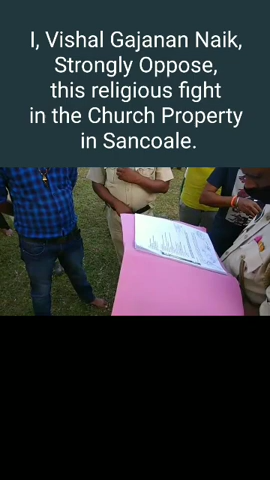 I, Vishal Gajanan Naik,
Strongly Oppose,
this religious fight
in the Church Property
in Sancoale.